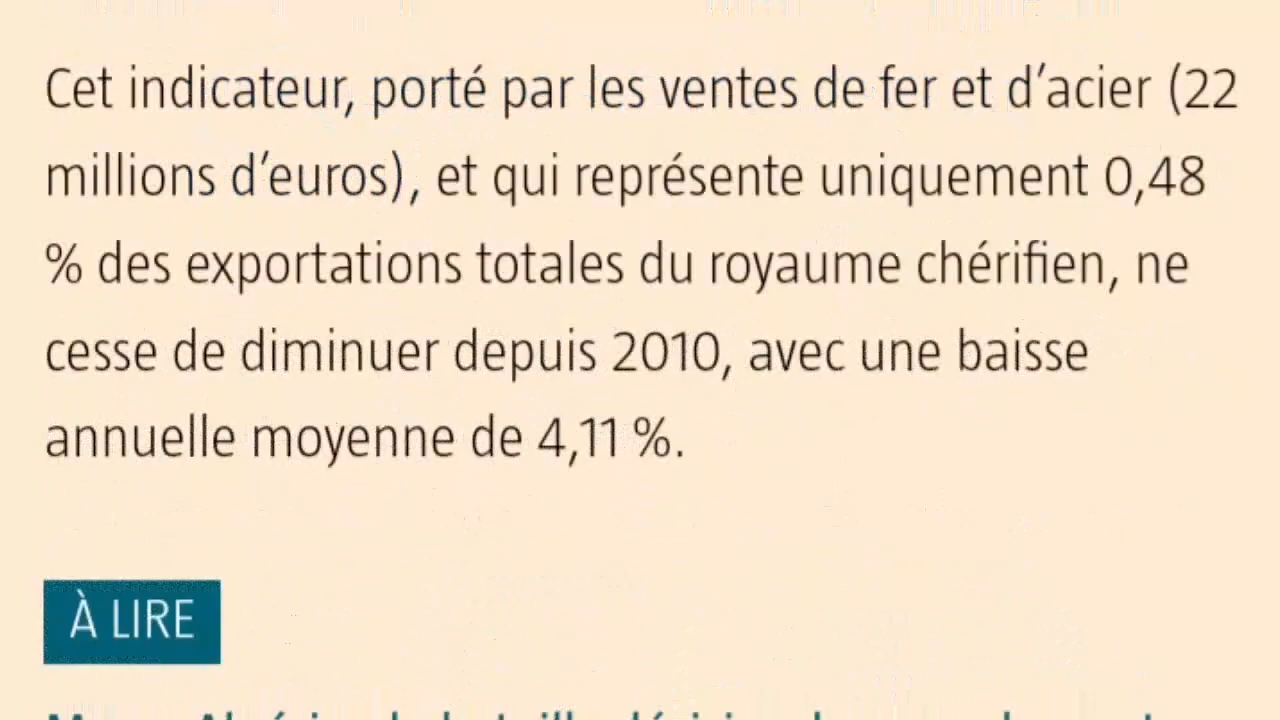 Cet indicateur, porté par les ventes de fer et d’acier (22
millions d’euros), et qui représente uniquement 0,48
% des exportations totales du royaume chérifien, ne
cesse de diminuer depuis 2010, avec une baisse
annuelle moyenne de 4,11 %.
À LIRE